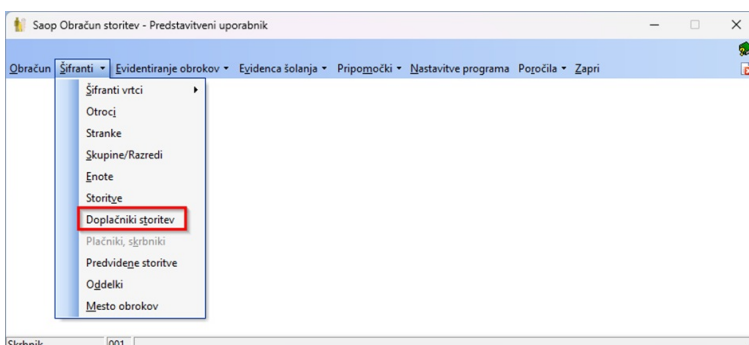 Saop Obračun storitev - Predstavitveni uporabnik
Obračun Šifranti Evidentiranje obrokov Evidenca šolanja Pripomočki Nastavitve programa Poročila Zapri
Šifranti vrtci
Otroci
Stranke
Skupine/Razredi
Enote
Storitve
Doplačniki storitev
Plačniki, skrbniki
Predvidene storitve
Oddelki
Mesto obrokov
Skrbnik 001